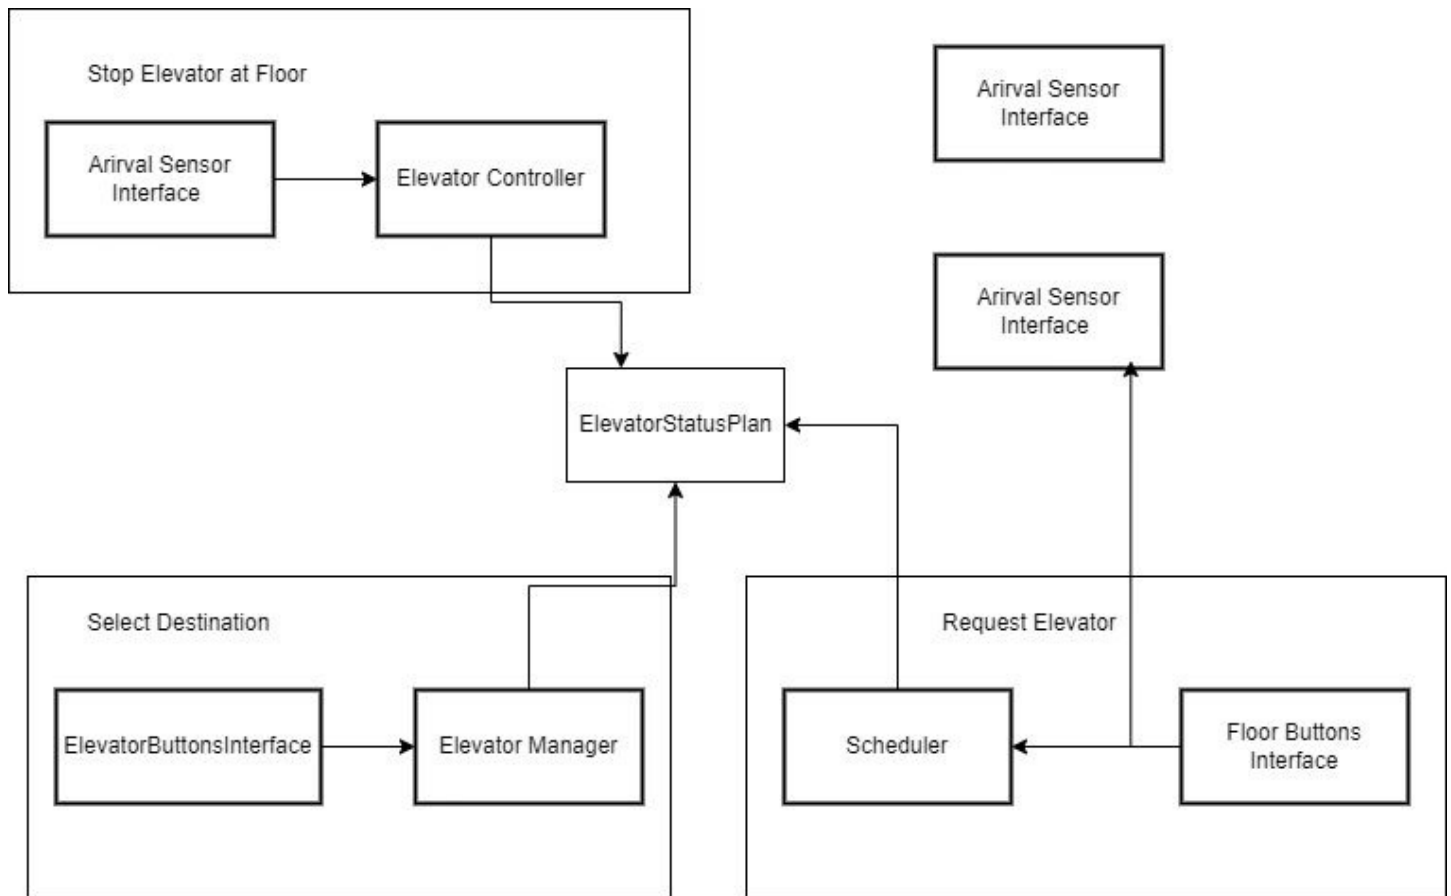 Stop Elevator at Floor
Arirval Sensor
Interface
Elevator Controller
Arirval Sensor
Interface
Arirval Sensor
Interface
ElevatorStatusPlan
Select Destination
ElevatorButtonsInterface
Elevator Manager
Request Elevator
Scheduler
Floor Buttons
Interface